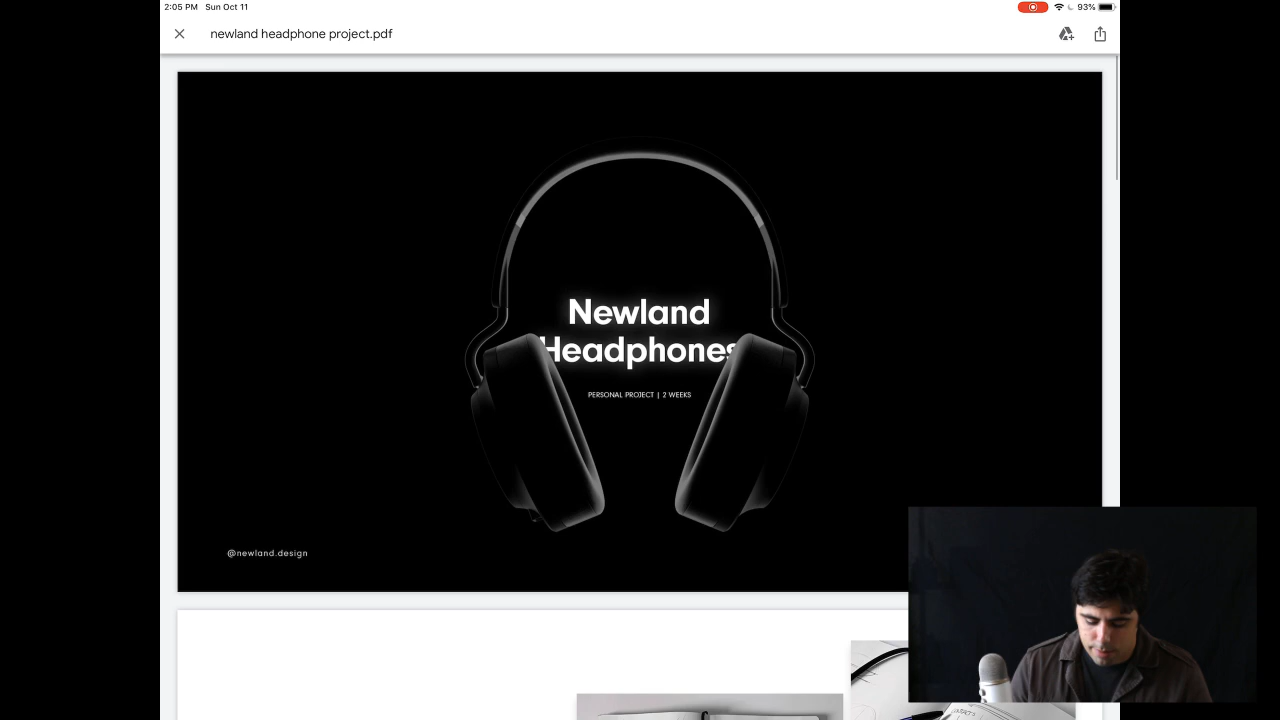 2:05 PM Sun Oct 11
93%
newland headphone project.pdf
Newland
Headphones
PERSONAL PROJECT | 2 WEEKS
@newland.design